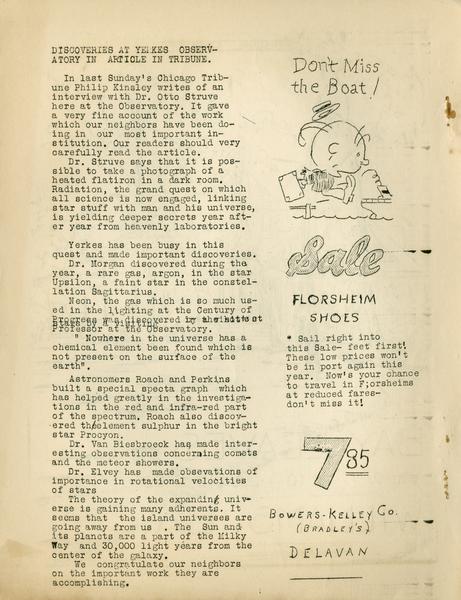 DISCOVERIES AT YERKES OBSERV-
ATORY IN ARTICLE IN TRIBUNE.
In last Sunday's Chicago Trib-
une Philip Kinsley writes of an
interview with Dr. Otto Struve
here at the Observatory. It gave
a very fine account of the work
which our neighbors have been do-
ing in our most important in-
stitution. Our readers should very
carefully read the article.
Dr. Struve says that it is pos-
sible to take a photograph of a
heated flatiron in a dark room.
Radiation, the grand quest on which
all science is now engaged, linking
star stuff with man and his universe,
is yielding deeper secrets year aft-
er year from heavenly laboratories.
Yerkes has been busy in this
quest and made important discoveries.
Dr. Morgan discovered during the
year, a rare gas, argon, in the star
Upsilon, a faint star in the constel-
lation Sagittarius.
Neon, the gas which is so much us-
ed in the lighting at the Century of
Progress was discovered by
stars by a visiting
Professor at the Observatory.
" Nowhere in the universe has a
chemical element been found which is
not present on the surface of the
earth".
Astronomers Roach and Perkins
built a special specta graph which
has helped greatly in the investiga-
tions in the red and infra-red part
of the spectrum. Roach also discov-
ered the element sulphur in the bright
star Procyon.
Dr. Van Biesbroeck has made inter-
esting observations concerning comets
and the meteor showers.
Dr. Elvey has made obsevations of
importance in rotational velocities
of stars
The theory of the expanding univ-
erse is gaining many adherents. It
seems that the island universes are
going away from us . The Sun and
its planets are a part of the Milky
Way and 30,000 light years from the
center of the galaxy.
We congratulate our neighbors
on the important work they are
accomplishing.
Don't Miss
the Boat!
Sale
FLORSHEIM
SHOES
" Sail right into
this Sale- feet first!
These low prices won't
be in port again this
year. Now's your chance
to travel in F;orsheims
at reduced fares-
don't miss it!
7 85
BOWERS-KELLEY CO.
(BRADLEY'S)
DELAVAN